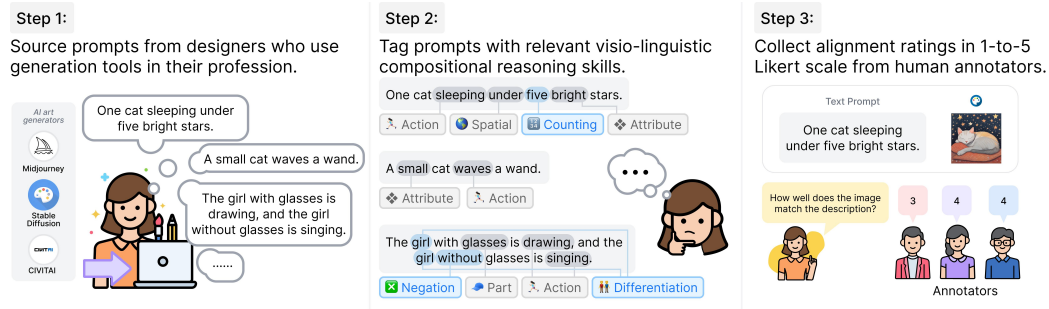 Step 1:
Source prompts from designers who use
generation tools in their profession.
AI art
generators
Midjourney
Stable
Diffusion
CIVITAI
CIVITAI
One cat sleeping under
five bright stars.
A small cat waves a wand.
The girl with glasses is
drawing, and the girl
without glasses is singing.
......
Step 2:
Tag prompts with relevant visio-linguistic
compositional reasoning skills.
One cat sleeping under five bright stars.
Action Spatial Counting Attribute
A small cat waves a wand.
Attribute Action
The girl with glasses is drawing, and the
girl without glasses is singing.
Negation Part Action Differentiation
Step 3:
Collect alignment ratings in 1-to-5
Likert scale from human annotators.
Text Prompt
One cat sleeping
under five bright stars.
How well does the image
match the description?
3 4 4
Annotators